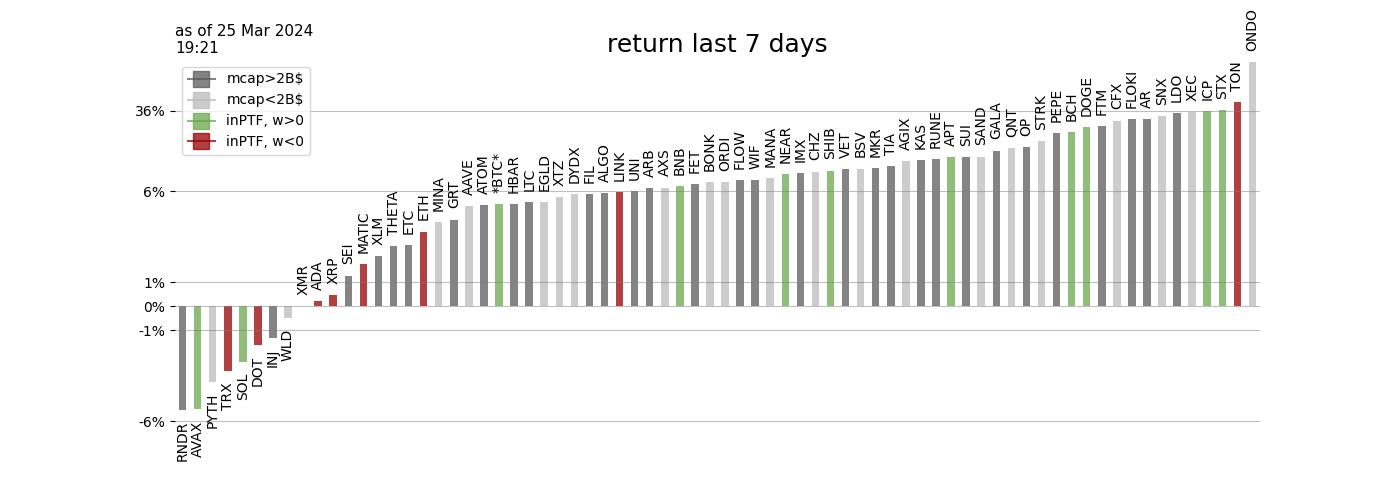 as of 25 Mar 2024
19:21
return last 7 days
mcap>2B$
mcap<2B$
inPTF, w>0
inPTF, w<0
36%
6%
1%
0%
-1%
-6%
RNDR
AVAX
PYTH
TRX
SOL
DOT
INJ
WLD
XMR
ADA
XRP
SEI
MATIC
XLM
THETA
ETC
ETH
MINA
GRT
AAVE
ATOM
*BTC*
HBAR
LTC
EGLD
XTZ
DYDX
FIL
ALGO
LINK
UNI
ARB
AXS
BNB
FET
BONK
ORDI
FLOW
WIF
MANA
NEAR
IMX
CHZ
SHIB
VET
BSV
MKR
TIA
AGIX
KAS
RUNE
APT
SUI
SAND
GALA
QNT
OP
STRK
PEPE
BCH
DOGE
FTM
CFX
FLOKI
AR
SNX
LDO
XEC
ICP
STX
TON
ONDO